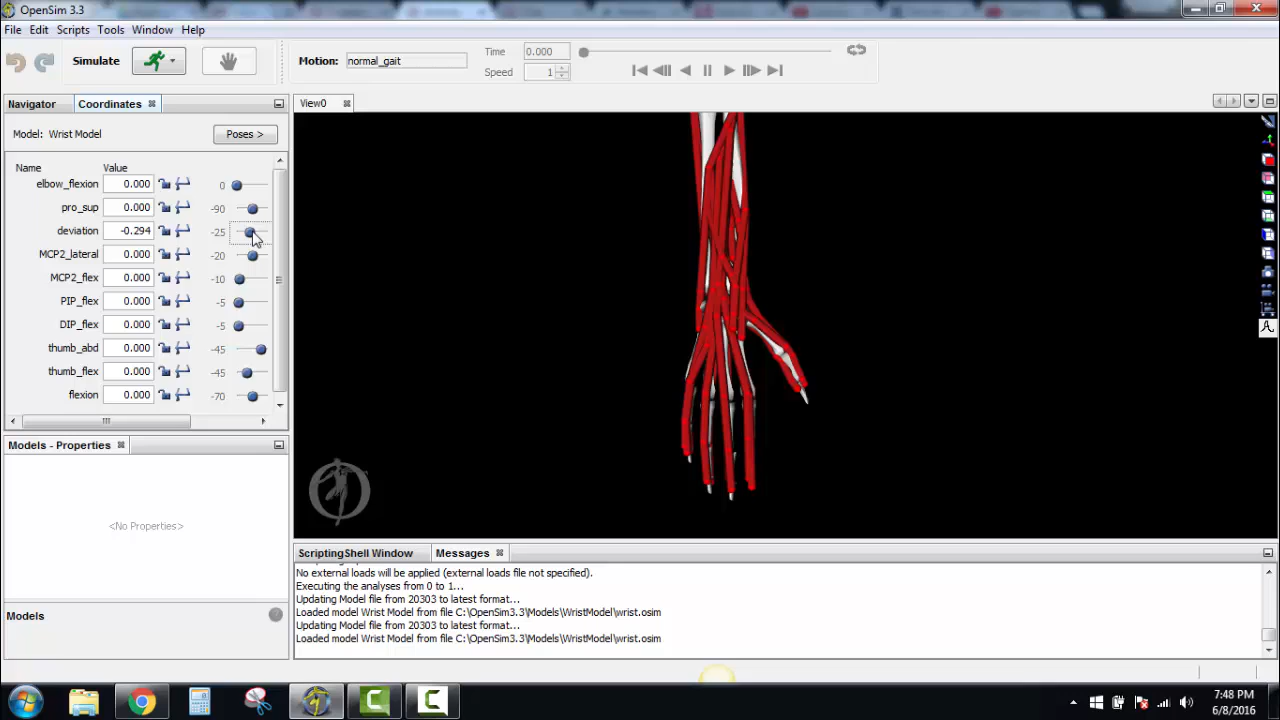 OpenSim 3.3
File Edit Scripts Tools Window Help
Simulate
Motion: normal_gait
Time 0.000
Speed 1
Navigator Coordinates
View0
Model: Wrist Model Poses >
Name Value
elbow_flexion 0.000 0
pro_sup 0.000 -90
deviation -0.294 -25
MCP2_lateral 0.000 -20
MCP2_flex 0.000 -10
PIP_flex 0.000 -5
DIP_flex 0.000 -5
thumb_abd 0.000 -45
thumb_flex 0.000 -45
flexion 0.000 -70
Models - Properties
<No Properties>
Models
ScriptingShell Window Messages
No external loads will be applied (external loads file not specified).
Executing the analyses from 0 to 1...
Updating Model file from 20303 to latest format...
Loaded model Wrist Model from file C:\OpenSim3.3\Models\WristModel\wrist.osim
Updating Model file from 20303 to latest format...
Loaded model Wrist Model from file C:\OpenSim3.3\Models\WristModel\wrist.osim
7:48 PM
6/8/2016